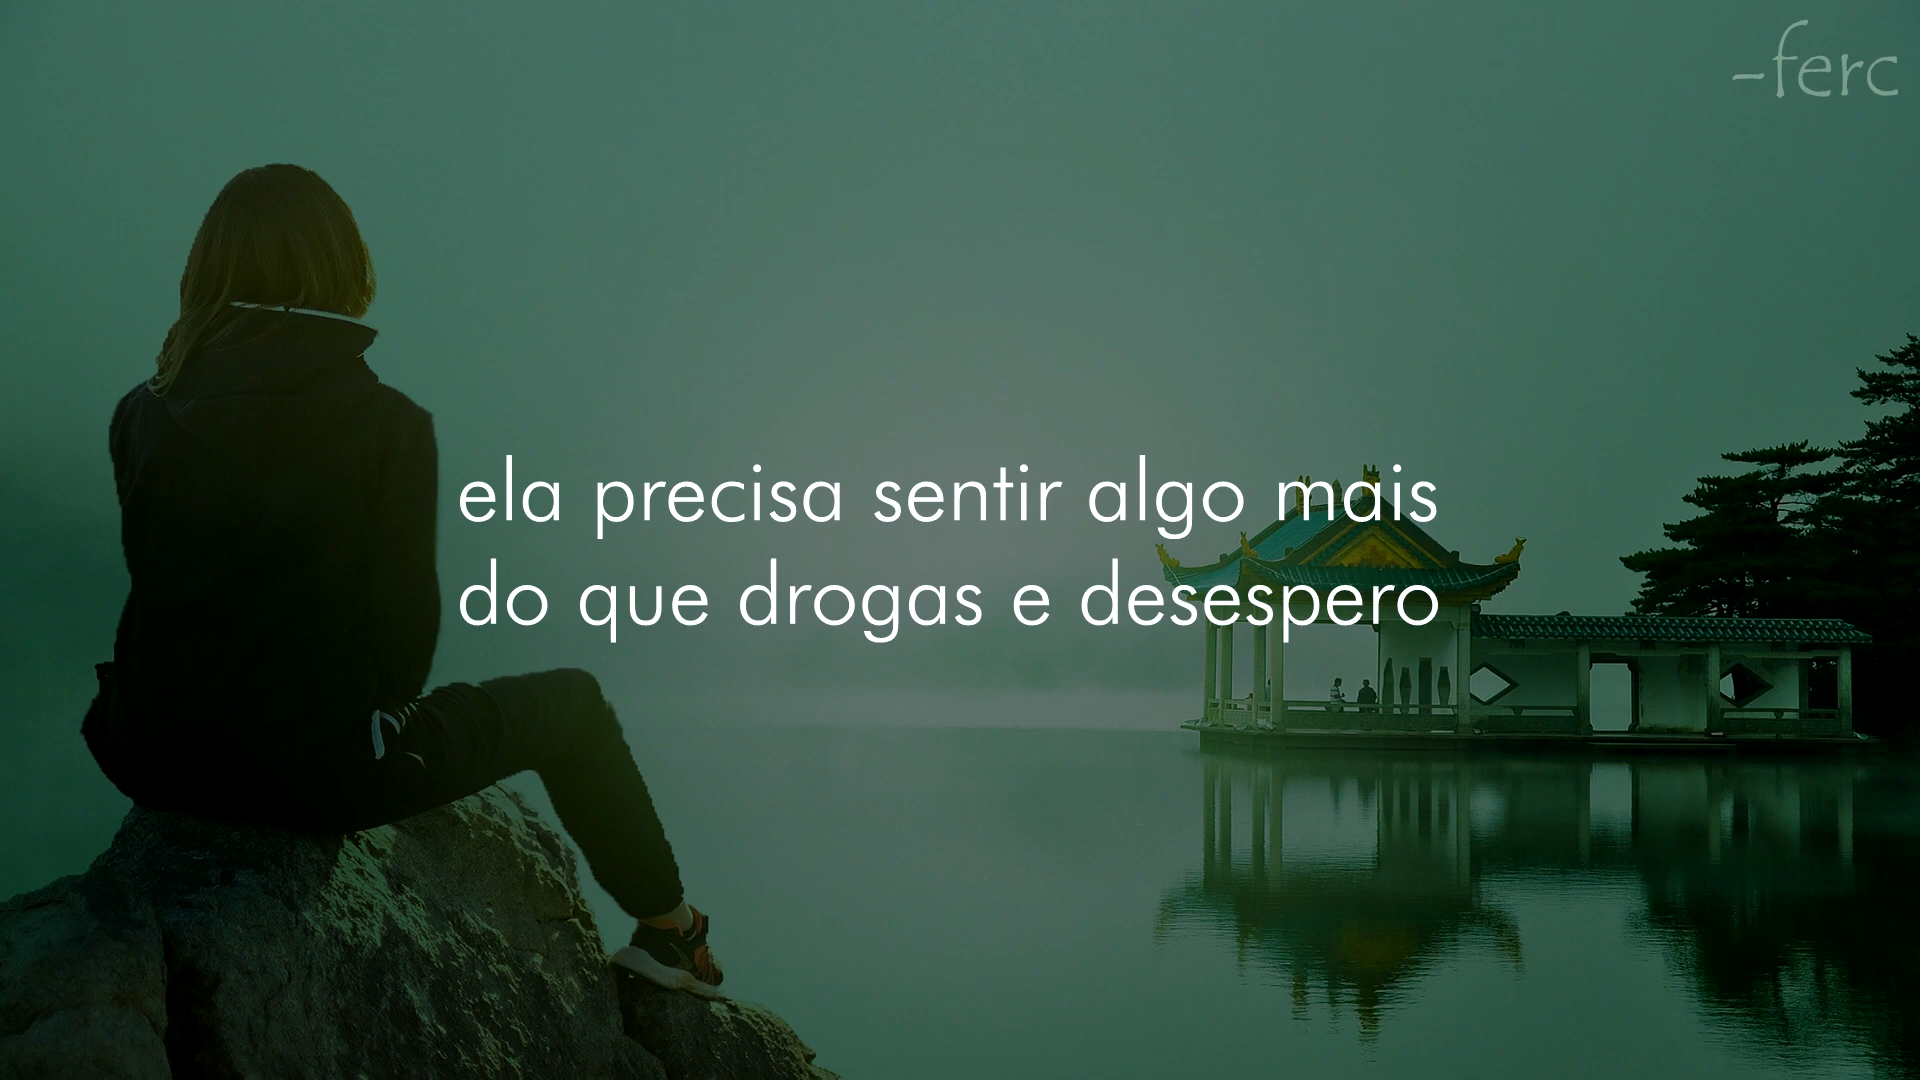 -ferc
ela precisa sentir algo mais
do que drogas e desespero